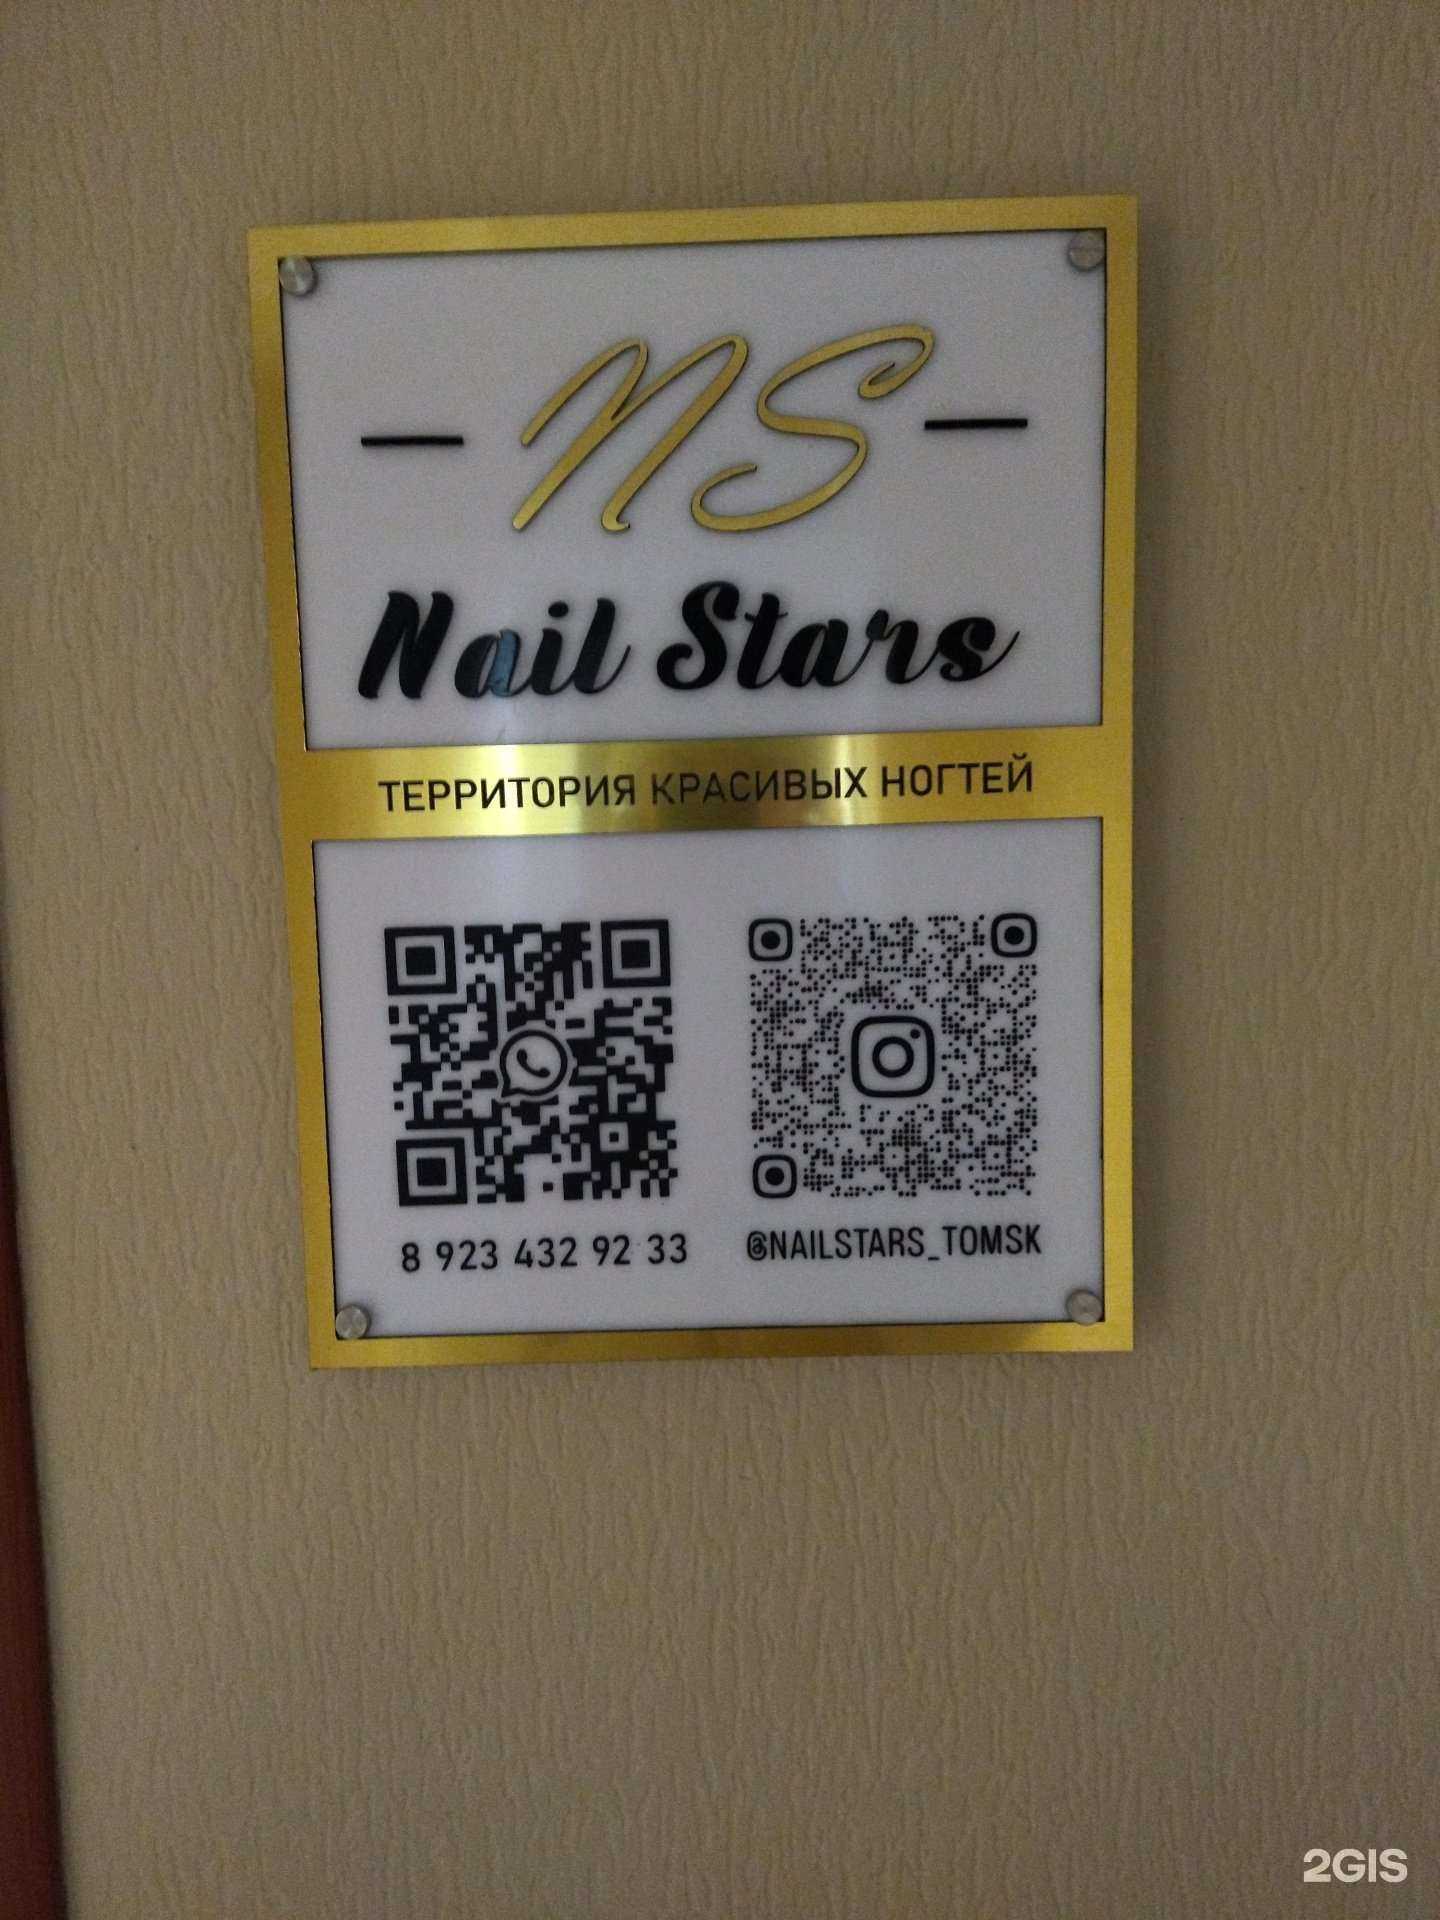 NS
Nail Stars
ТЕРРИТОРИЯ КРАСИВЫХ НОГТЕЙ
8 923 432 92 33
@NAILSTARS_TOMSK
2GIS